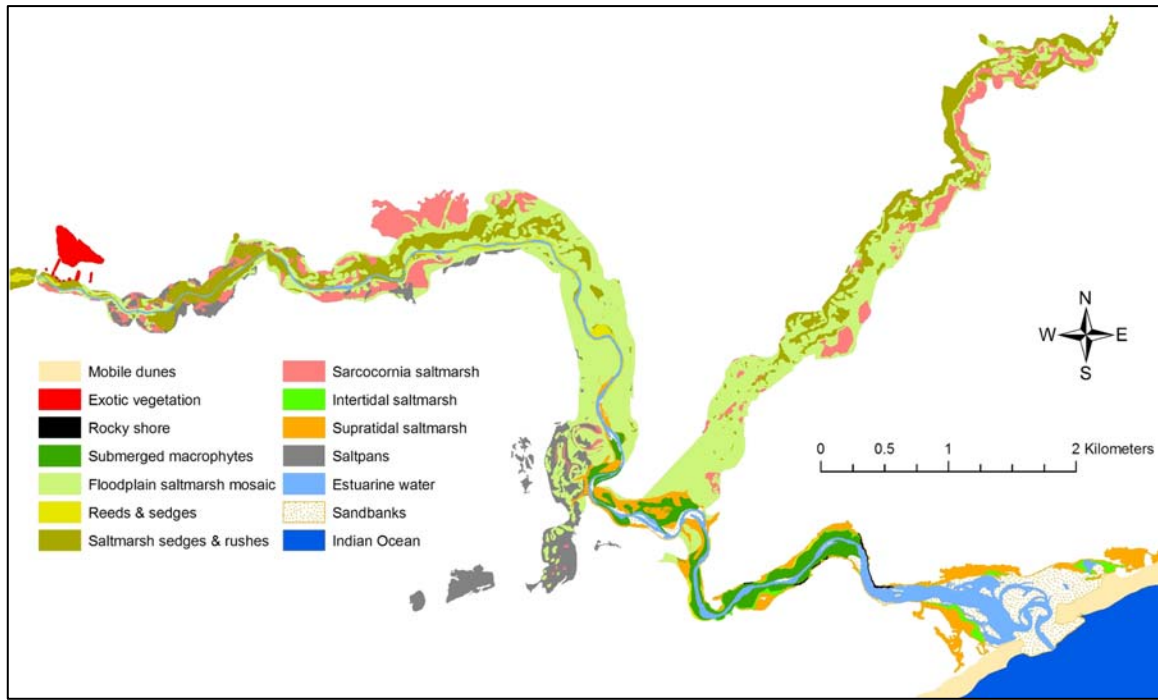 N
W E
S
Mobile dunes
Exotic vegetation
Rocky shore
Submerged macrophytes
Floodplain saltmarsh mosaic
Reeds & sedges
Saltmarsh sedges & rushes
Sarcocornia saltmarsh
Intertidal saltmarsh
Supratidal saltmarsh
Saltpans
Estuarine water
Sandbanks
Indian Ocean
0 0.5 1 2 Kilometers